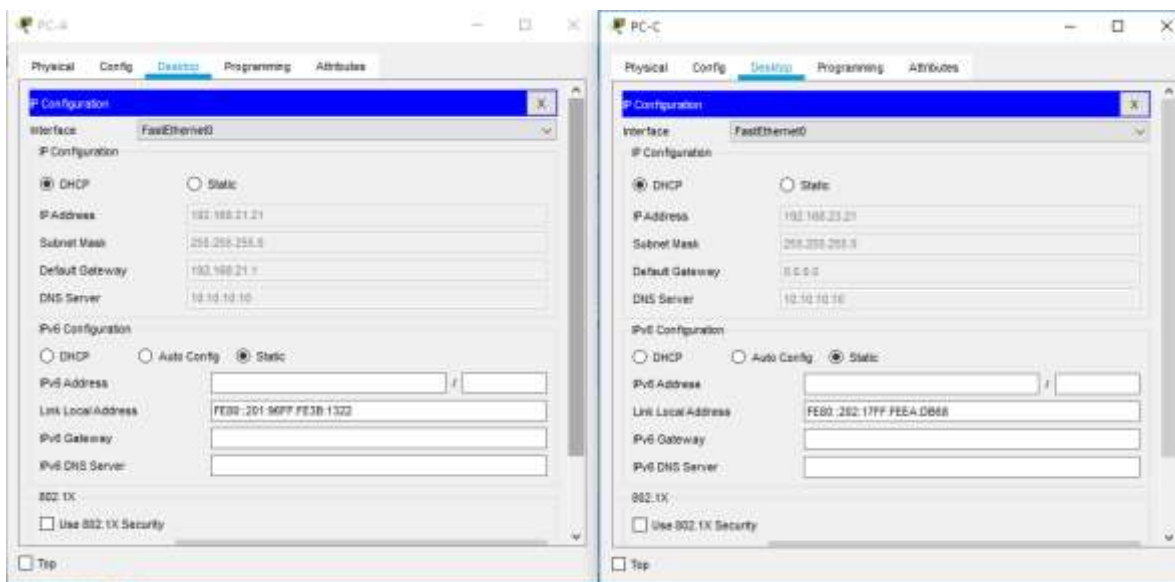 PC-A
Physical Config Desktop Programming Attributes
IP Configuration X
Interface FastEthernet0
IP Configuration
DHCP Static
IP Address 192.168.21.21
Subnet Mask 255.255.255.0
Default Gateway 192.168.21.1
DNS Server 10.10.10.10
IPv6 Configuration
DHCP Auto Config Static
IPv6 Address /
Link Local Address FE80::201:96FF:FE3B:1322
IPv6 Gateway
IPv6 DNS Server
802.1X
Use 802.1X Security
Top
PC-C
Physical Config Desktop Programming Attributes
IP Configuration X
Interface FastEthernet0
IP Configuration
DHCP Static
IP Address 192.168.23.21
Subnet Mask 255.255.255.0
Default Gateway 0.0.0.0
DNS Server 10.10.10.10
IPv6 Configuration
DHCP Auto Config Static
IPv6 Address /
Link Local Address
IPv6 Gateway
IPv6 DNS Server
802.1X
Use 802.1X Security
Top